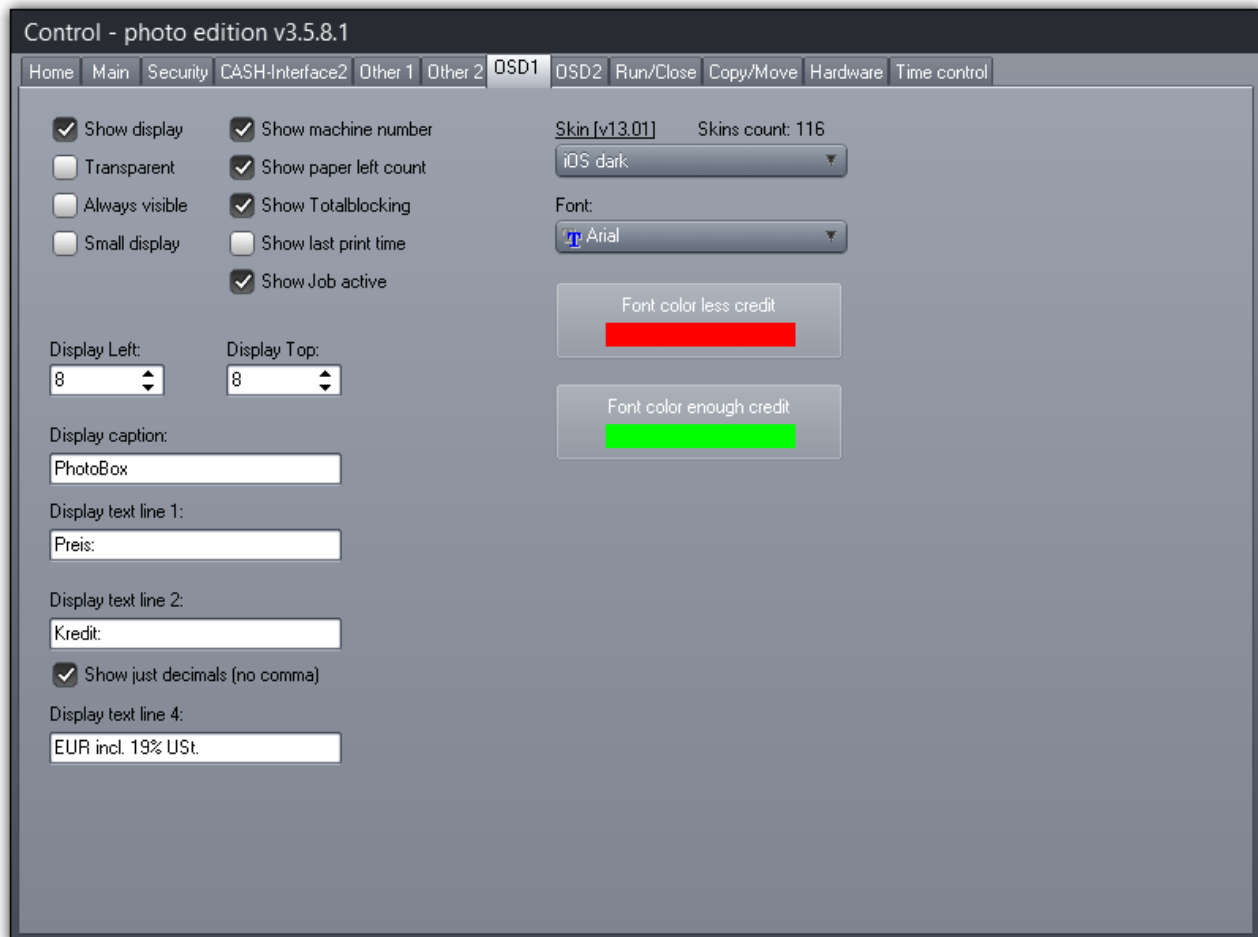 Control - photo edition v3.5.8.1
Home Main Security CASH-Interface2 Other 1 Other 2 OSD1 OSD2 Run/Close Copy/Move Hardware Time control
Show display
Transparent
Always visible
Small display
Show machine number
Show paper left count
Show Totalblocking
Show last print time
Show Job active
Display Left:
8
Display Top:
8
Display caption:
PhotoBox
Display text line 1:
Preis:
Display text line 2:
Kredit:
Show just decimals (no comma)
Display text line 4:
EUR incl. 19% USt.
Skin [v13.01] Skins count: 116
iOS dark
Font:
Arial
Font color less credit
Font color enough credit